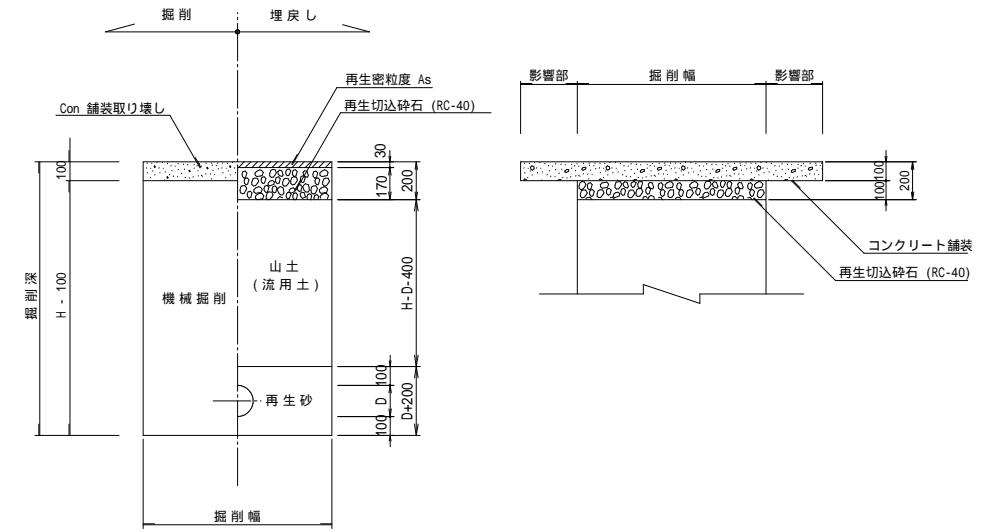 掘削
埋戻し
再生密粒度 As
再生切込砕石 (RC-40)
Con 舗装取り壊し
100
30
170
200
掘削深
H - 100
機械掘削
山土
(流用土)
H-D-400
再生砂
100
D
100
D+200
掘削幅
影響部
掘削幅
影響部
100
100
200
コンクリート舗装
再生切込砕石 (RC-40)